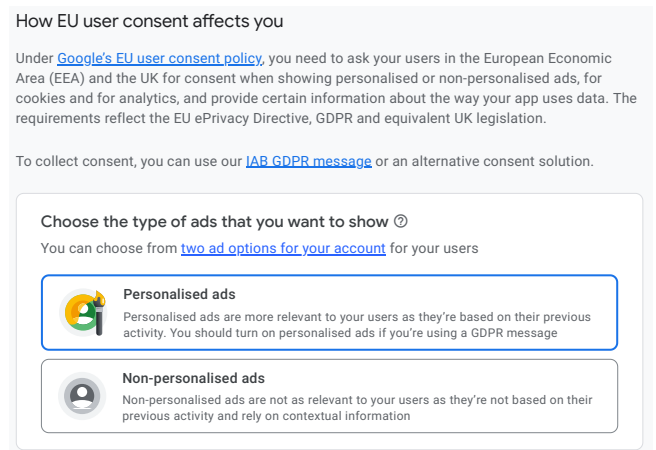 How EU user consent affects you
Under Google's EU user consent policy, you need to ask your users in the European Economic
Area (EEA) and the UK for consent when showing personalised or non-personalised ads, for
cookies and for analytics, and provide certain information about the way your app uses data. The
requirements reflect the EU ePrivacy Directive, GDPR and equivalent UK legislation.
To collect consent, you can use our IAB GDPR message or an alternative consent solution.
Choose the type of ads that you want to show
You can choose from two ad options for your account for your users
Personalised ads
Personalised ads are more relevant to your users as they're based on their previous
activity. You should turn on personalised ads if you're using a GDPR message
Non-personalised ads
Non-personalised ads are not as relevant to your users as they're not based on their
previous activity and rely on contextual information